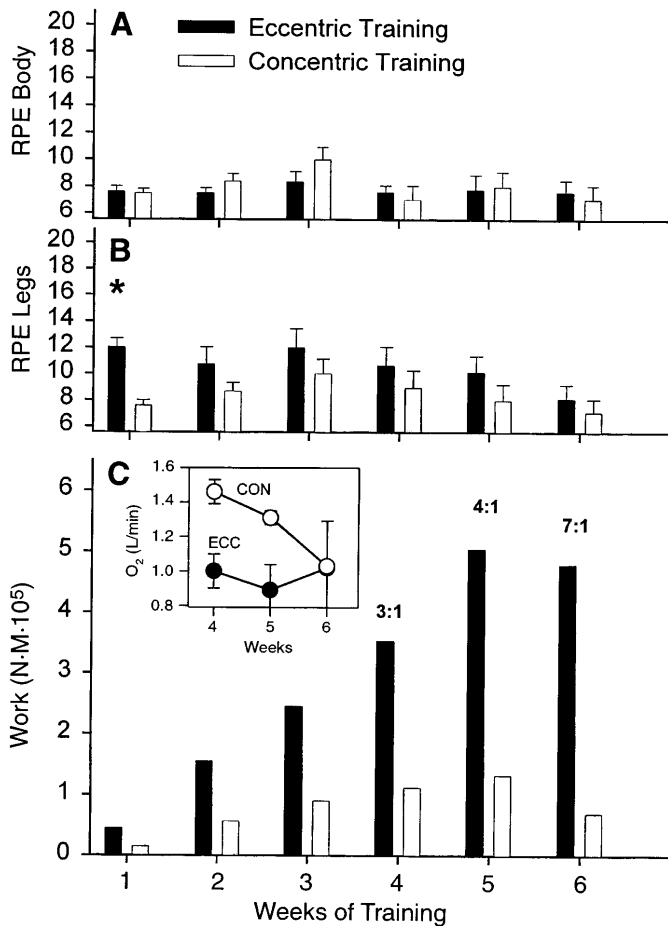 A
Eccentric Training
Concentric Training
RPE Body
20
18
16
14
12
10
8
6
B
*
RPE Legs
20
18
16
14
12
10
8
6
C
Work (N·M·10⁵)
6
5
4
3
2
1
0
O₂ (L/min)
1.6
1.4
1.2
1.0
0.8
CON
ECC
4 5 6
Weeks
3:1
4:1
7:1
1 2 3 4 5 6
Weeks of Training